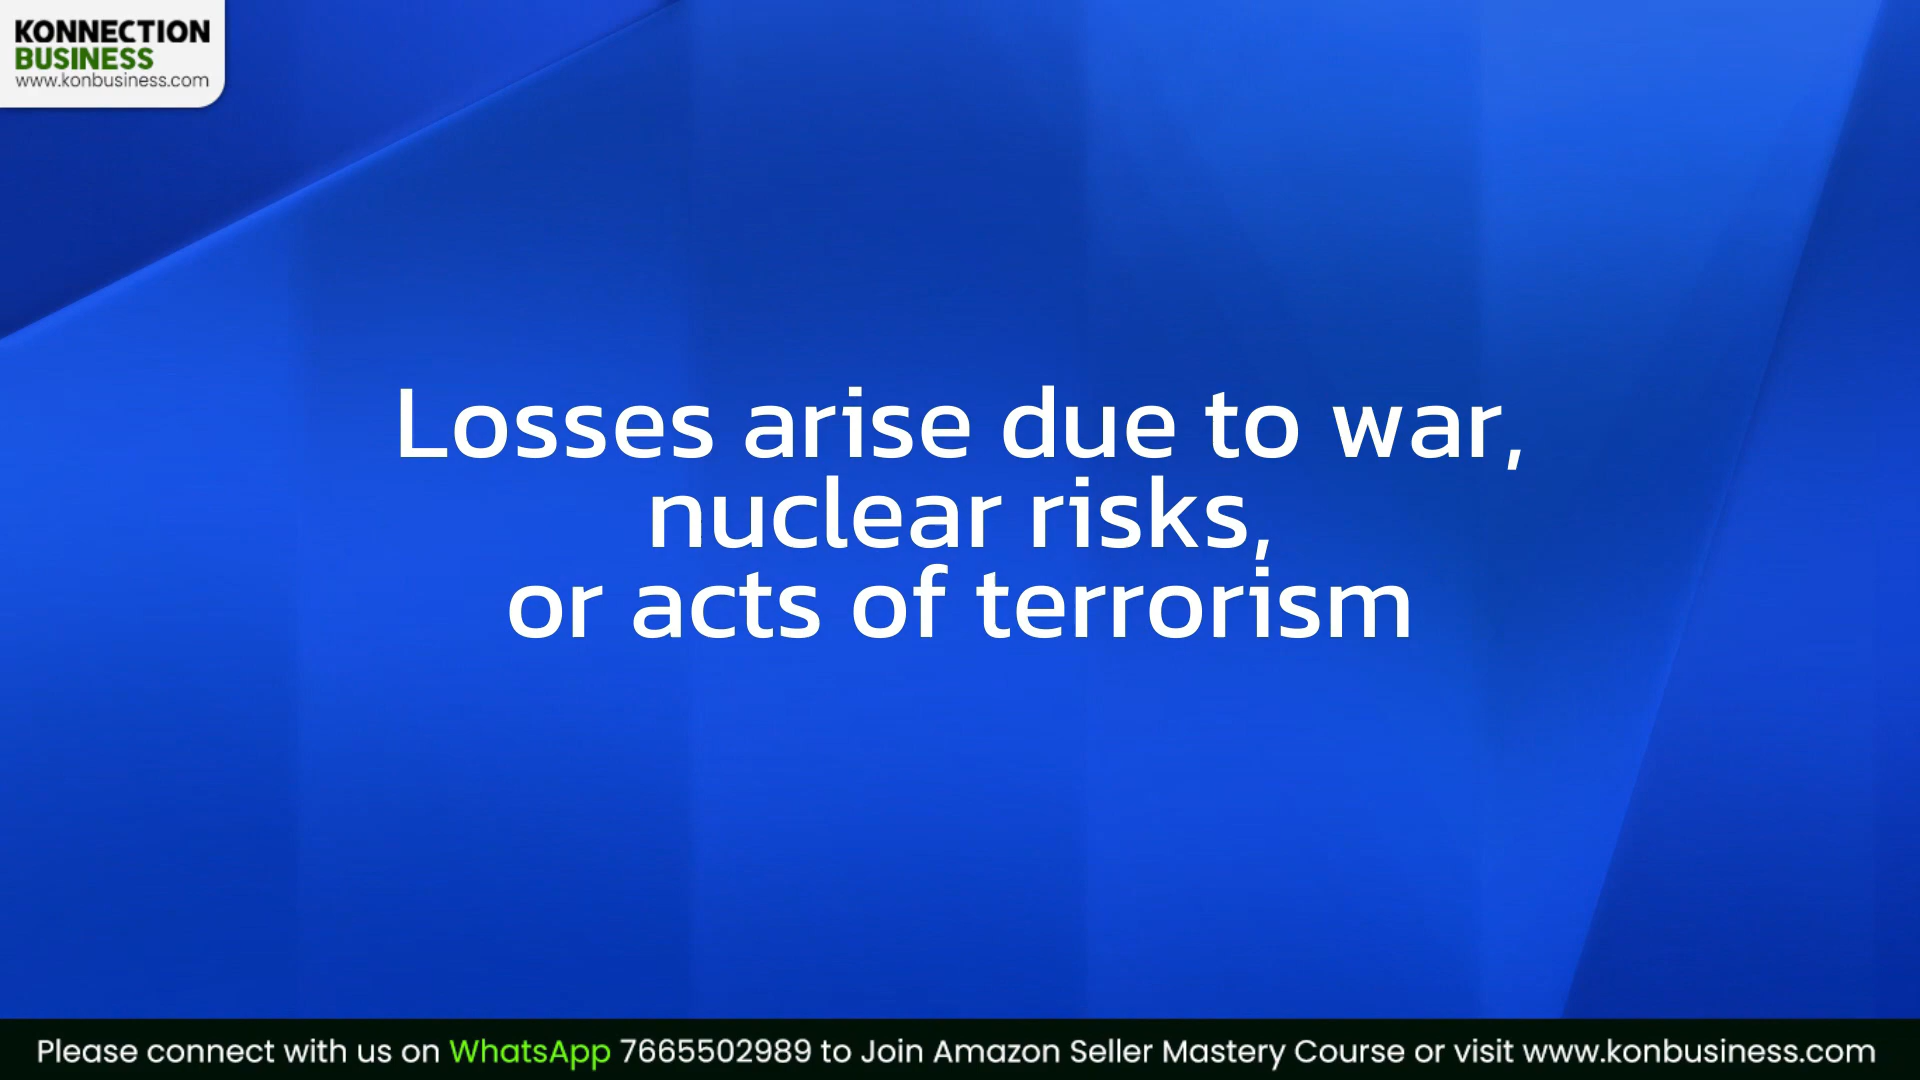 KONNECTION
BUSINESS
www.konbusiness.com
Losses arise due to war,
nuclear risks,
or acts of terrorism
Please connect with us on WhatsApp 7665502989 to Join Amazon Seller Mastery Course or visit www.konbusiness.com